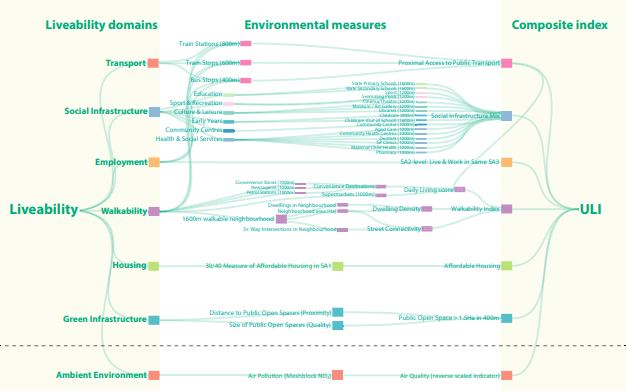 Liveability domains
Environmental measures
Composite index
Train Stations (800m)
Transport
Train Stops (600m)
Proximal Access to Public Transport
Bus Stops (400m)
State Primary Schools (1600m)
State Secondary Schools (1600m)
Education
Swimming Pools (1200m)
Sport & Recreation
Cinema/Theatre (1200m)
Museum / Art Gallery (1200m)
Social Infrastructure
Culture & Leisure
Libraries (1000m)
Social Infrastructure Mix
Early Years
Childcare (Out of School) (1600m)
Community Centre (1000m)
Community Centres
Aged Care (1000m)
Community Health Centres (1000m)
Health & Social Services
Dentists (1000m)
GP Clinics (1000m)
Maternal Child Health (1000m)
Pharmacy (1000m)
Employment
SA2-level: Live & Work in Same SA3
Convenience Stores (1000m)
Newsagent (1000m)
Convenience Destinations
Petrol Stations (1000m)
Supermarkets (1000m)
Daily Living score
Liveability
Walkability
Dwellings in Neighbourhood
Neighbourhood area (Ha)
Dwelling Density
Walkability Index
ULI
1600m walkable neighbourhood
3+ Way Intersections in Neighbourhood
Street Connectivity
Housing
30/40 Measure of Affordable Housing in SA1
Affordable Housing
Distance to Public Open Spaces (Proximity)
Green Infrastructure
Public Open Space > 1.5Ha in 400m
Size of Public Open Spaces (Quality)
Ambient Environment
Air Pollution (Meshblock NO₂)
Air Quality (reverse scaled indicator)